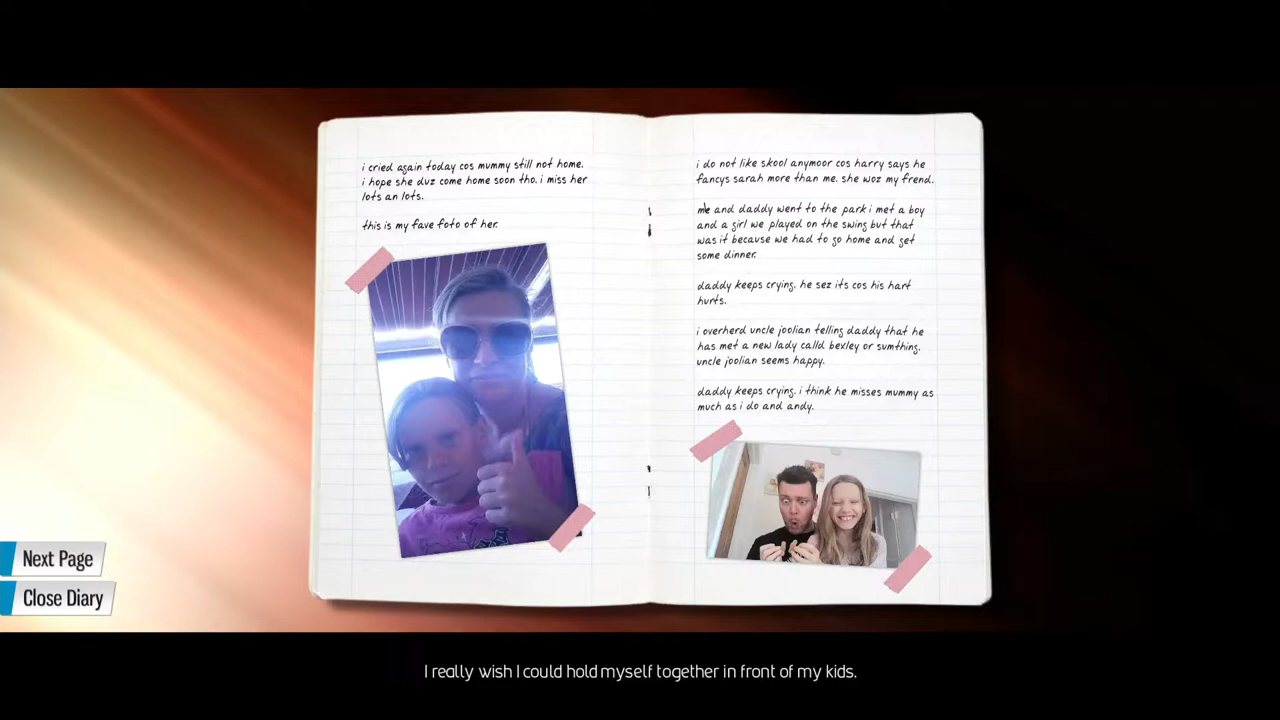 i cried again today cos mummy still not home.
i hope she duz come home soon tho. i miss her
lots an lots.
this is my fave foto of her.
i do not like skool anymoor cos harry says he
fancys sarah more than me. she woz my frend.
me and daddy went to the park i met a boy
and a girl we played on the swing but that
was it because we had to go home and get
some dinner.
daddy keeps crying. he sez its cos his hart
hurts.
i overherd uncle joolian telling daddy that he
has met a new lady calld bexley or sumthing.
uncle joolian seems happy.
daddy keeps crying. i think he misses mummy as
much as i do and andy.
Next Page
Close Diary
I really wish I could hold myself together in front of my kids.